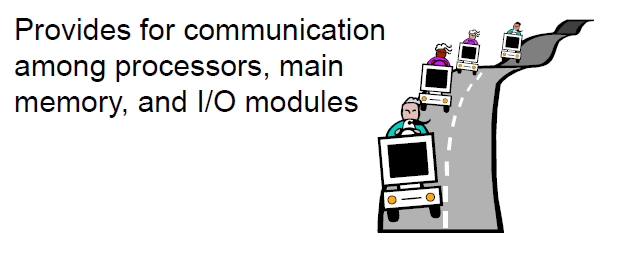 Provides for communication
among processors, main
memory, and I/O modules